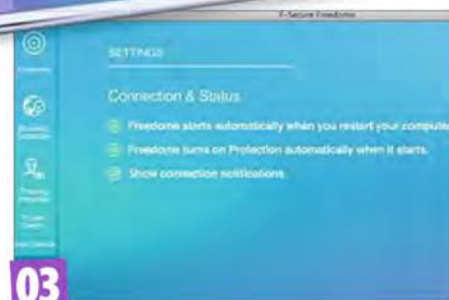 F-Secure Freedome
SETTINGS
Connection & Status
Freedome starts automatically when you restart your compute
Freedome turns on Protection automatically when it starts.
Show connection notifications
03